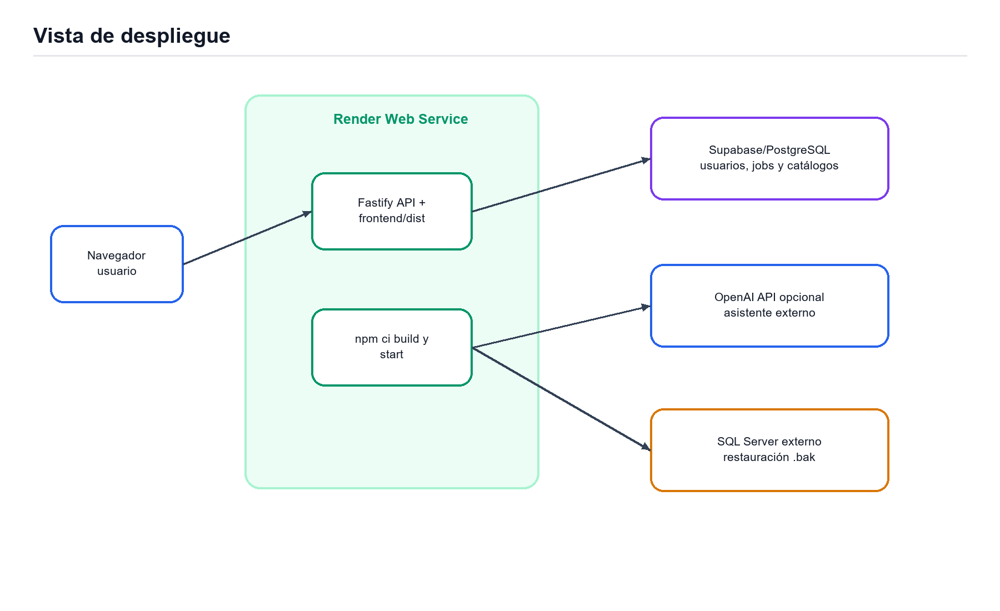 Vista de despliegue
Render Web Service
Navegador
usuario
Fastify API +
frontend/dist
npm ci build y
start
Supabase/PostgreSQL
usuarios, jobs y catálogos
OpenAI API opcional
asistente externo
SQL Server externo
restauración .bak